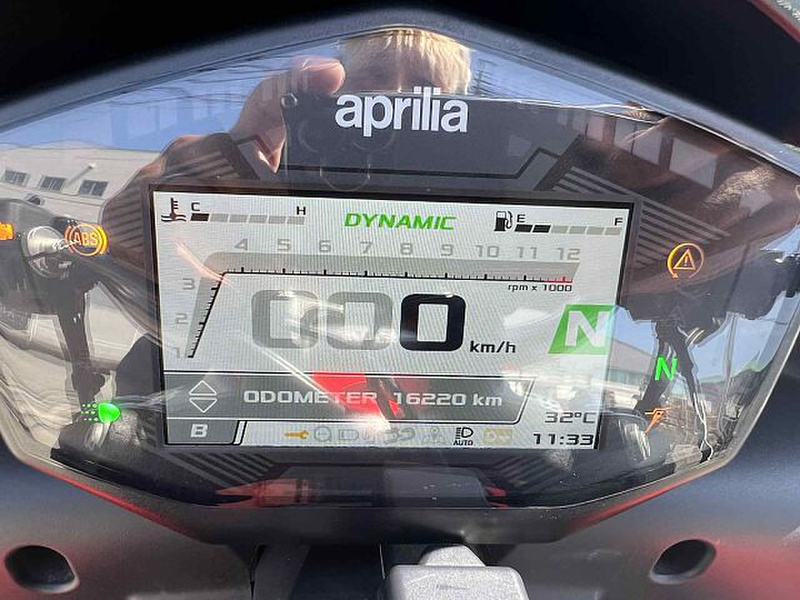 aprilia
C H DYNAMIC E F
ABS
4 5 6 7 8 9 10 11 12
3
rpm x 1000
2
000 km/h N
1
N
ODOMETER 16220 km
32°C
B AUTO 11:33